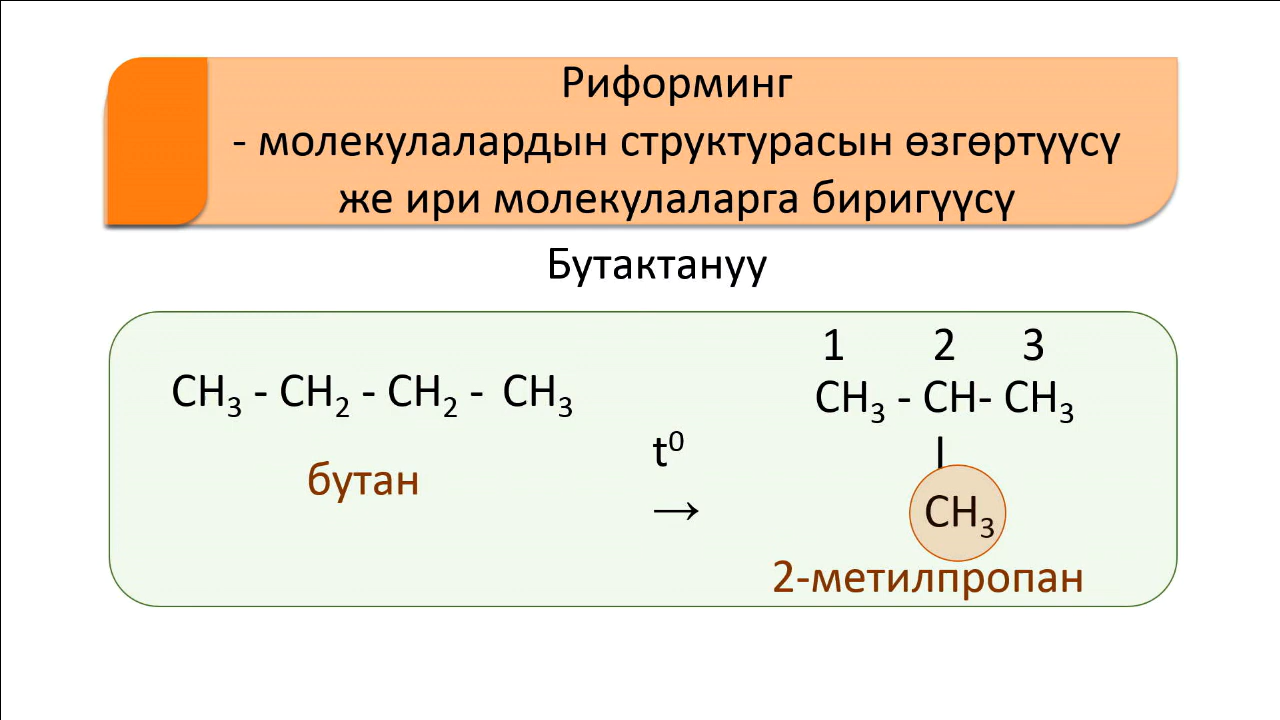 Риформинг
- молекулалардын структурасын өзгөртүүсү
же ири молекулаларга биригүүсү
Бутактануу
1 2 3
CH₃ - CH₂ - CH₂ - CH₃
CH₃ - CH- CH₃
t⁰
|
бутан
→
CH₃
2-метилпропан